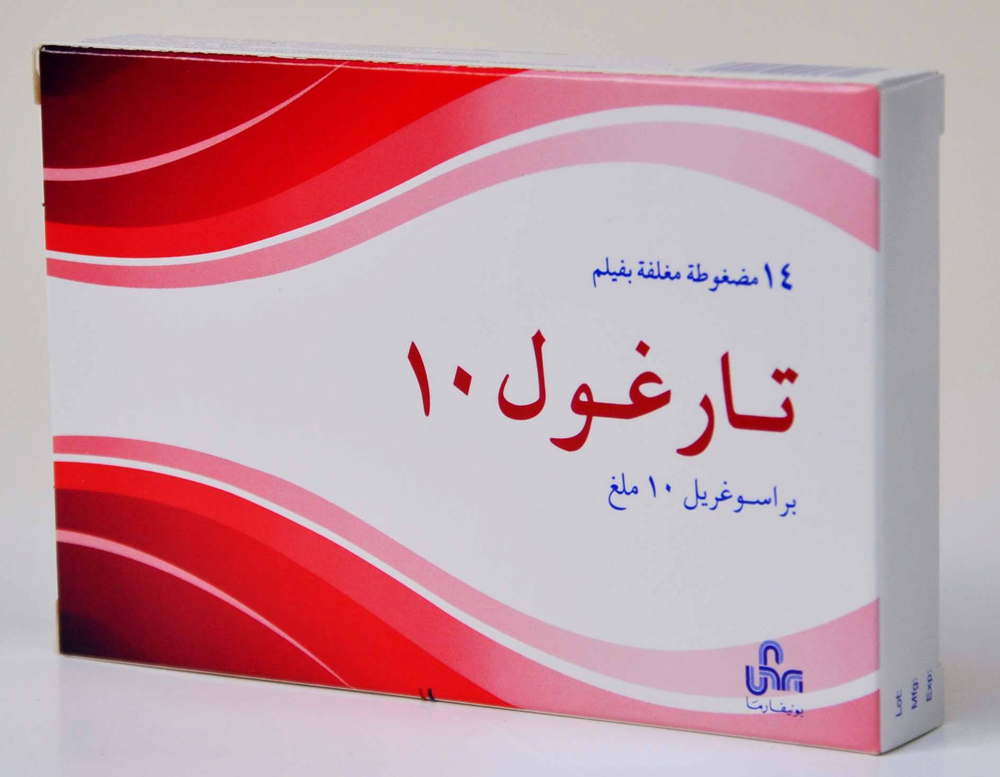 ١٤ مضغوطة مغلفة بفيلم
تارغول ١٠
براسوغريل ١٠ ملغ
يونيفارما
Lot:
Mfg:
Exp: